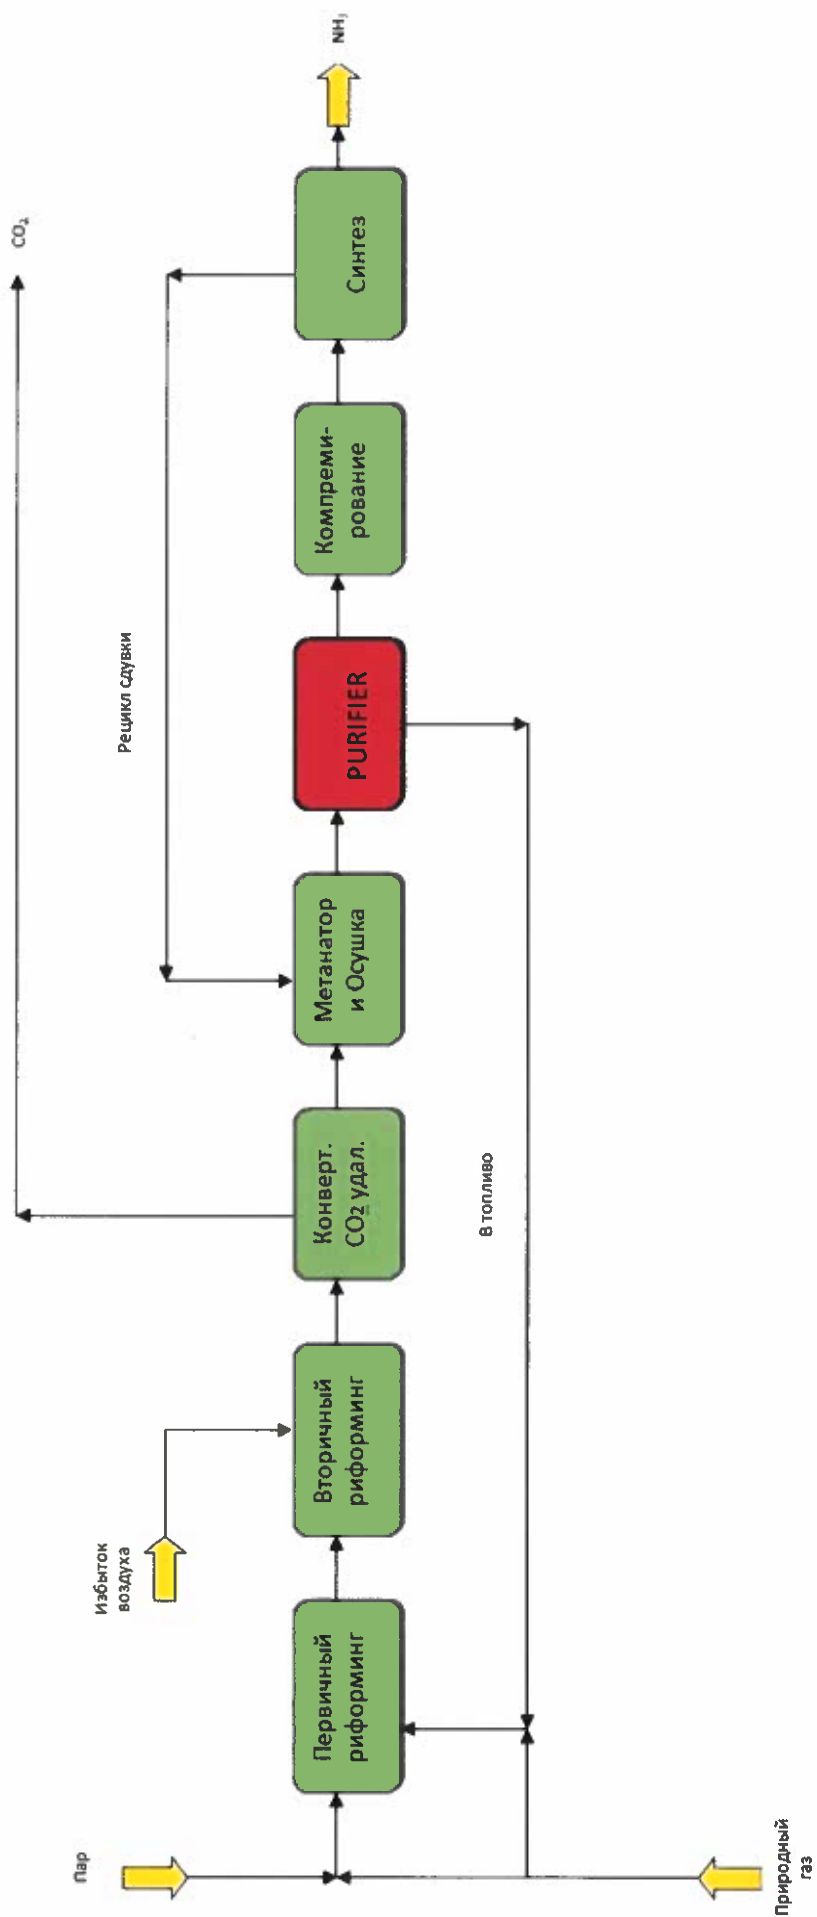 CO₂
Рецикл сдувки
Избыток
воздуха
Пар
Первичный
риформинг
Вторичный
риформинг
Конверт.
CO₂ удал.
Метанатор
и Осушка
PURIFIER
Компреми-
рование
Синтез
NH₃
В топливо
Природный
газ